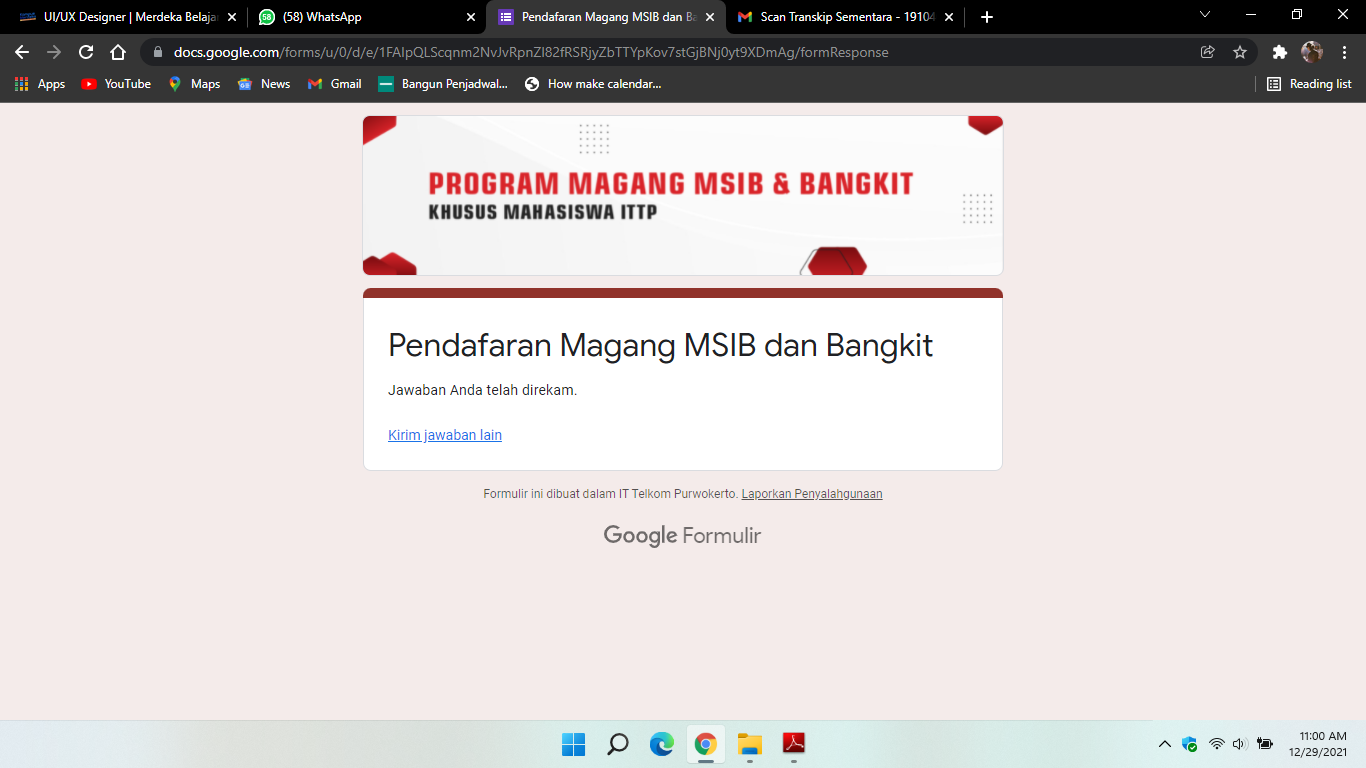 UI/UX Designer | Merdeka Belaja
(58) WhatsApp
Pendafaran Magang MSIB dan Ba
Scan Transkip Sementara - 19104
docs.google.com/forms/u/0/d/e/1FAIpQLScqnm2NvJvRpnZl82fRSRjyZbTTYpKov7stGjBNj0yt9XDmAg/formResponse
Apps
YouTube
Maps
News
Gmail
Bangun Penjadwal...
How make calendar...
Reading list
PROGRAM MAGANG MSIB & BANGKIT
KHUSUS MAHASISWA ITTP
Pendafaran Magang MSIB dan Bangkit
Jawaban Anda telah direkam.
Kirim jawaban lain
Formulir ini dibuat dalam IT Telkom Purwokerto. Laporkan Penyalahgunaan
Google Formulir
11:00 AM
12/29/2021